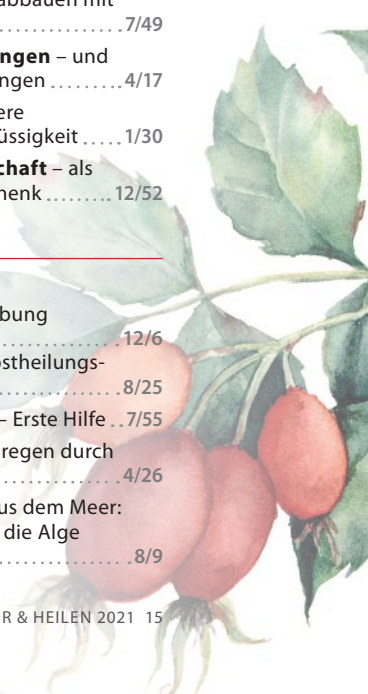 abbauen mit
. . . . . . . . . . . . . . . . . . 7/49
ngen – und
ngen . . . . . . . . . 4/17
ere
üssigkeit . . . . . 1/30
chaft – als
henk . . . . . . . . 12/52
bung
. . . . . . . . . . . . . . . . . . 12/6
ostheilungs-
. . . . . . . . . . . . . . . . . . 8/25
– Erste Hilfe . . 7/55
regen durch
. . . . . . . . . . . . . . . . . . 4/26
us dem Meer:
die Alge
. . . . . . . . . . . . . . . . . . . 8/9
R & HEILEN 2021 15